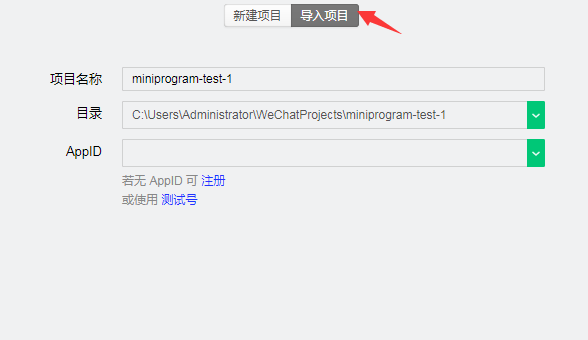 新建项目 导入项目
项目名称 miniprogram-test-1
目录 C:\Users\Administrator\WeChatProjects\miniprogram-test-1
AppID
若无 AppID 可 注册
或使用 测试号